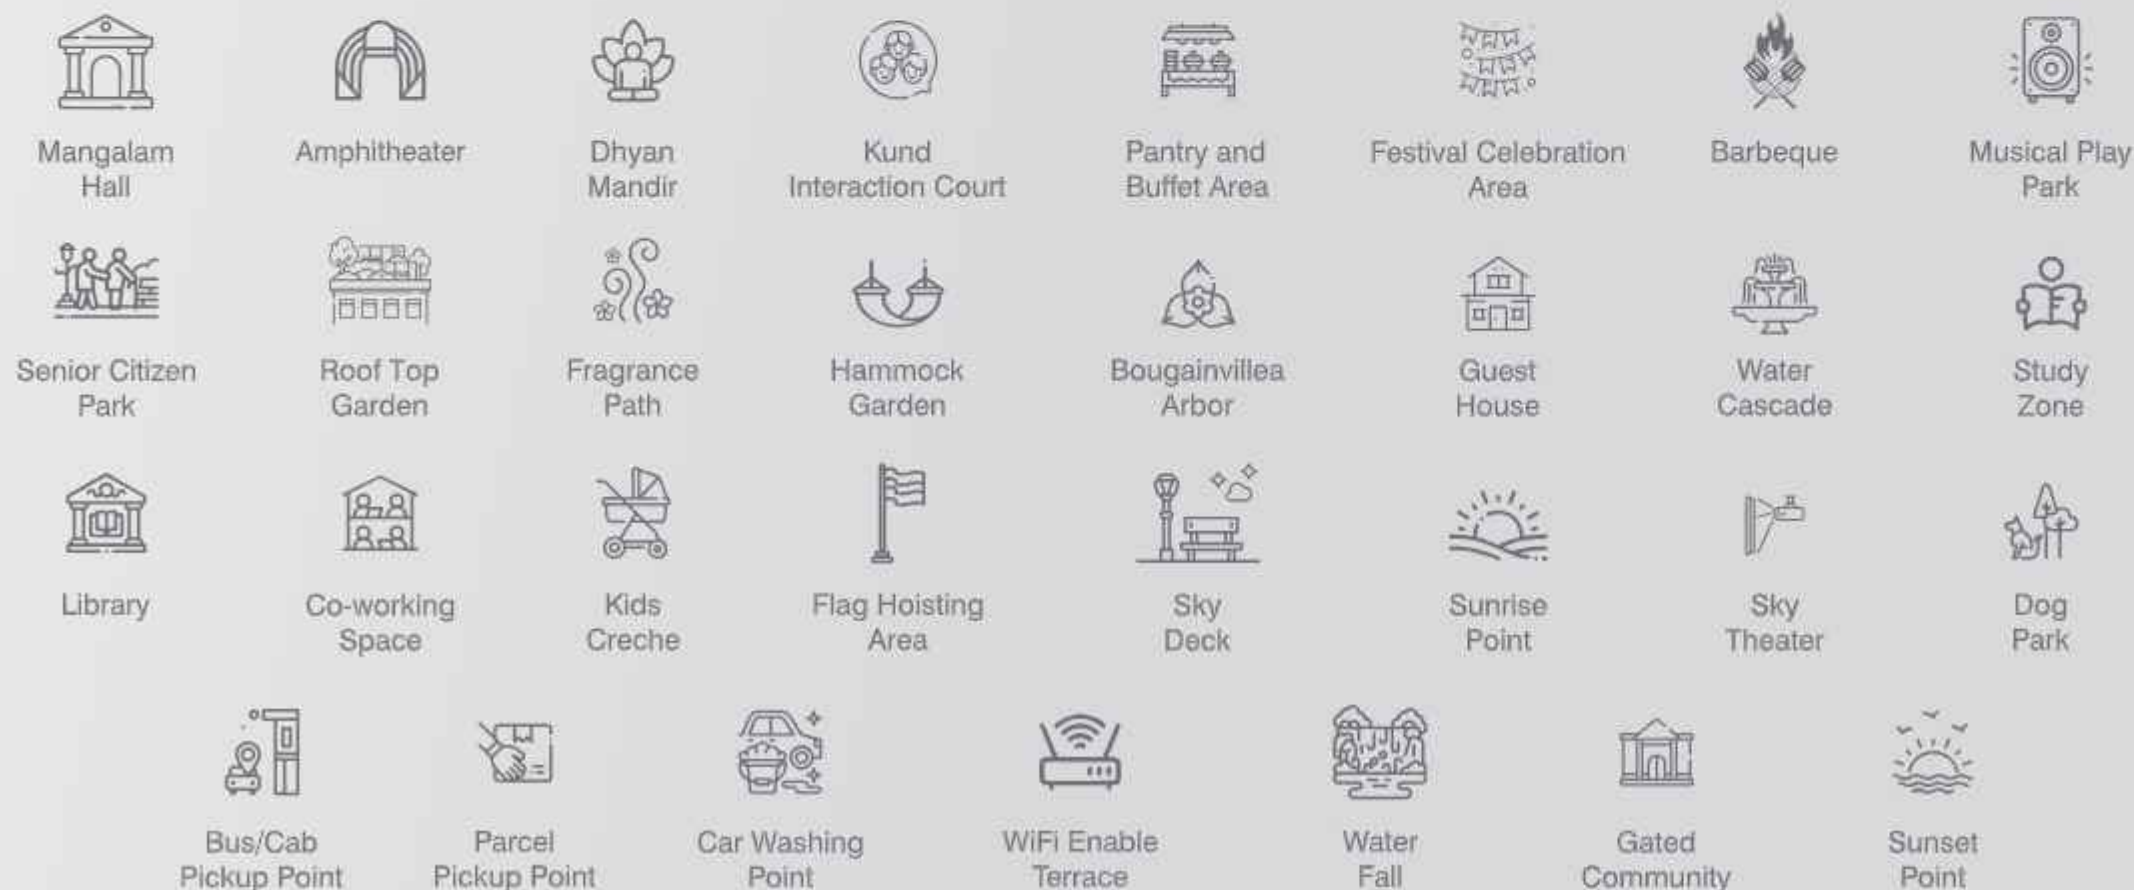 Mangalam
Hall
Amphitheater
Dhyan
Mandir
Kund
Interaction Court
Pantry and
Buffet Area
Festival Celebration
Area
Barbeque
Musical Play
Park
Senior Citizen
Park
Roof Top
Garden
Fragrance
Path
Hammock
Garden
Bougainvillea
Arbor
Guest
House
Water
Cascade
Study
Zone
Library
Co-working
Space
Kids
Creche
Flag Hoisting
Area
Sky
Deck
Sunrise
Point
Sky
Theater
Dog
Park
Bus/Cab
Pickup Point
Parcel
Pickup Point
Car Washing
Point
WiFi Enable
Terrace
Water
Fall
Gated
Community
Sunset
Point